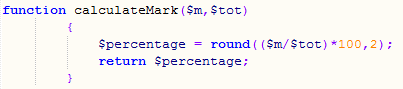 function calculateMark($m,$tot)
{
$percentage = round(($m/$tot)*100,2);
return $percentage;
}